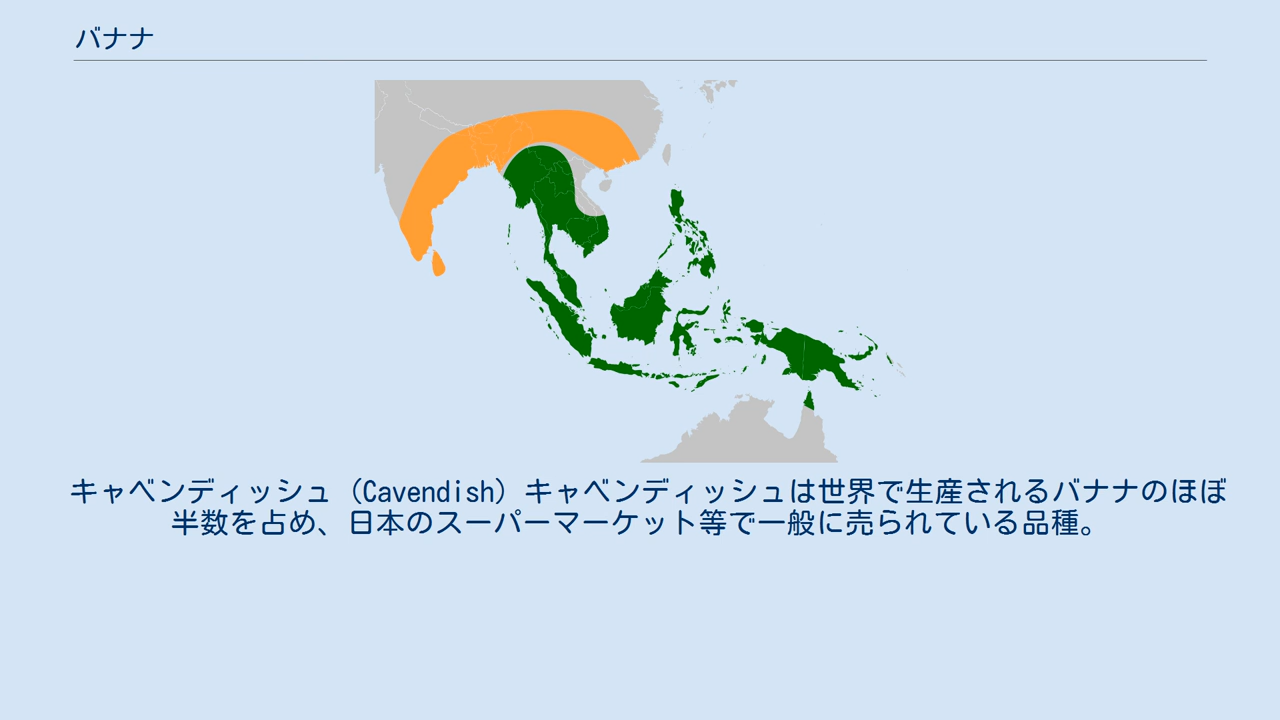 バナナ
キャベンディッシュ（Cavendish）キャベンディッシュは世界で生産されるバナナのほぼ
半数を占め、日本のスーパーマーケット等で一般に売られている品種。